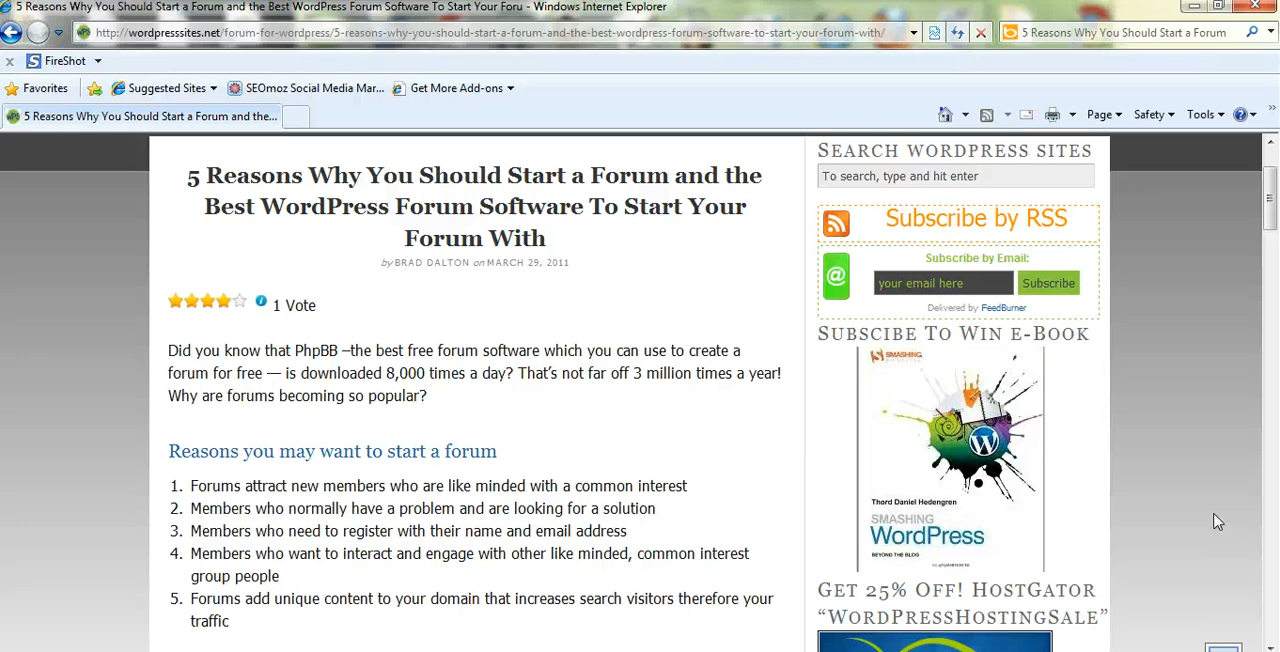 5 Reasons Why You Should Start a Forum and the Best WordPress Forum Software To Start Your Foru - Windows Internet Explorer
http://wordpresssites.net/forum-for-wordpress/5-reasons-why-you-should-start-a-forum-and-the-best-wordpress-forum-software-to-start-your-forum-with/
5 Reasons Why You Should Start a Forum
x FireShot
Favorites Suggested Sites SEOmoz Social Media Mar... Get More Add-ons
5 Reasons Why You Should Start a Forum and the...
Page Safety Tools
5 Reasons Why You Should Start a Forum and the
Best WordPress Forum Software To Start Your
Forum With
by BRAD DALTON on MARCH 29, 2011
1 Vote
Did you know that PhpBB –the best free forum software which you can use to create a
forum for free — is downloaded 8,000 times a day? That’s not far off 3 million times a year!
Why are forums becoming so popular?
Reasons you may want to start a forum
1. Forums attract new members who are like minded with a common interest
2. Members who normally have a problem and are looking for a solution
3. Members who need to register with their name and email address
4. Members who want to interact and engage with other like minded, common interest
group people
5. Forums add unique content to your domain that increases search visitors therefore your
traffic
SEARCH WORDPRESS SITES
To search, type and hit enter
Subscribe by RSS
@
Subscribe by Email:
your email here Subscribe
Delivered by FeedBurner
SUBSCIBE TO WIN E-BOOK
SMASHING
Thord Daniel Hedengren
SMASHING
WordPress
BEYOND THE BLOG
GET 25% OFF! HOSTGATOR
“WORDPRESSHOSTINGSALE”